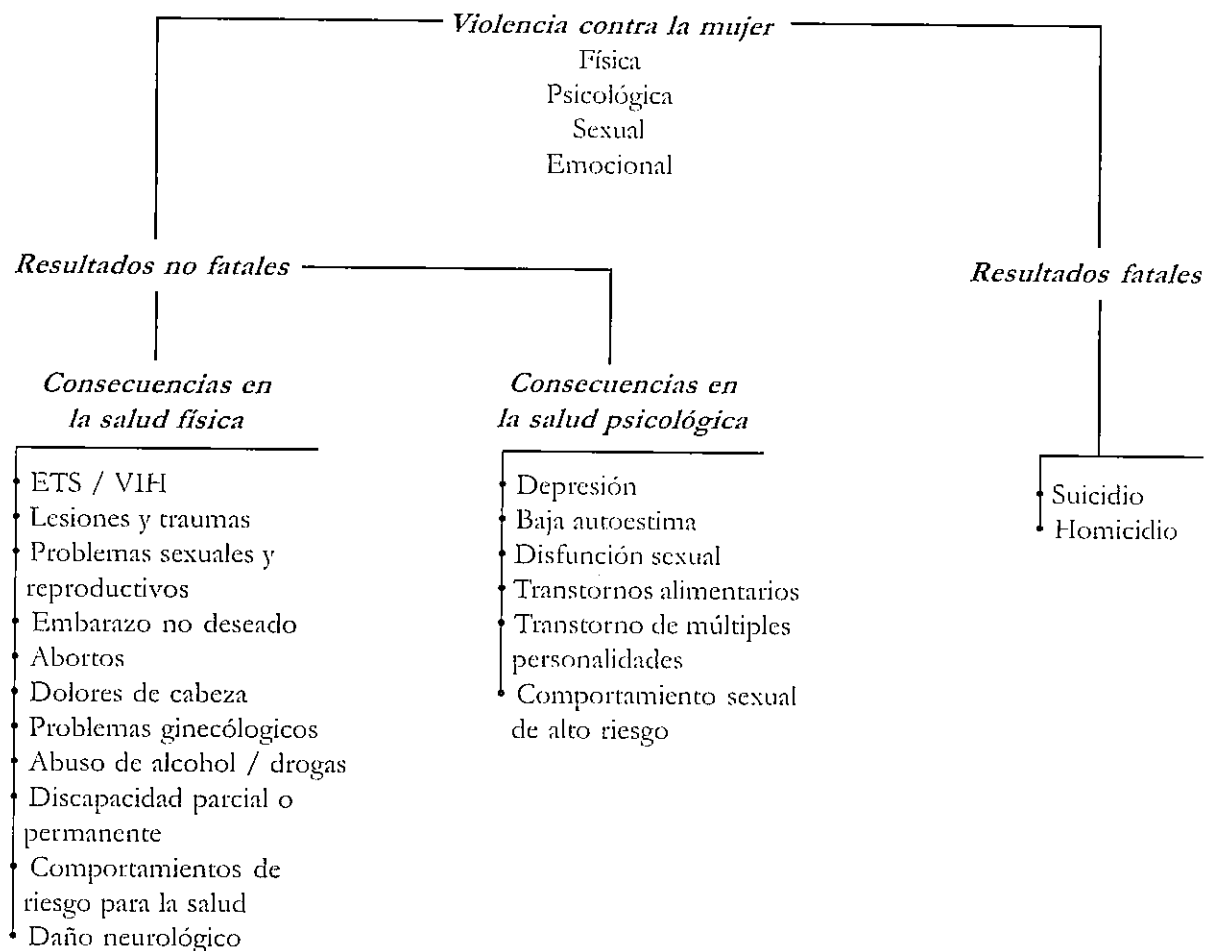 Violencia contra la mujer
Física
Psicológica
Sexual
Emocional
Resultados no fatales
Resultados fatales
Consecuencias en
la salud física
• ETS / VIH
• Lesiones y traumas
• Problemas sexuales y
reproductivos
• Embarazo no deseado
• Abortos
• Dolores de cabeza
• Problemas ginecólogicos
• Abuso de alcohol / drogas
• Discapacidad parcial o
permanente
• Comportamientos de
riesgo para la salud
• Daño neurológico
Consecuencias en
la salud psicológica
• Depresión
• Baja autoestima
• Disfunción sexual
• Transtornos alimentarios
• Transtorno de múltiples
personalidades
• Comportamiento sexual
de alto riesgo
• Suicidio
• Homicidio